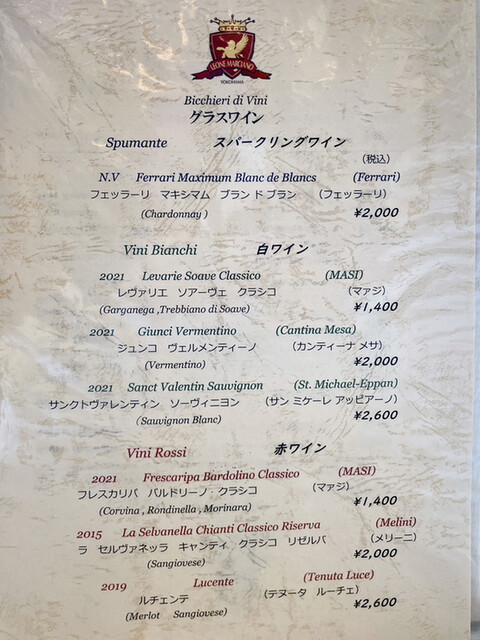 LEONE MARCIANO
YOKOHAMA
Bicchieri di Vini
グラスワイン
Spumante スパークリングワイン
(税込)
N.V Ferrari Maximum Blanc de Blancs (Ferrari)
フェッラーリ マキシマム ブラン ド ブラン (フェッラーリ)
(Chardonnay) ¥2,000
Vini Bianchi 白ワイン
2021 Levarie Soave Classico (MASI)
レヴァリエ ソアーヴェ クラシコ (マァジ)
(Garganega ,Trebbiano di Soave) ¥1,400
2021 Giunci Vermentino (Cantina Mesa)
ジュンコ ヴェルメンティーノ (カンティーナ メサ)
(Vermentino) ¥2,000
2021 Sanct Valentin Sauvignon (St. Michael-Eppan)
サンクトヴァレンティン ソーヴィニヨン (サン ミケーレ アッピアーノ)
(Sauvignon Blanc) ¥2,600
Vini Rossi 赤ワイン
2021 Frescaripa Bardolino Classico (MASI)
フレスカリパ バルドリーノ クラシコ (マァジ)
(Corvina , Rondinella , Morinara) ¥1,400
2015 La Selvanella Chianti Classico Riserva (Melini)
ラ セルヴァネッラ キャンティ クラシコ リゼルバ (メリーニ)
(Sangiovese) ¥2,000
2019 Lucente (Tenuta Luce)
ルチェンテ (テヌータ ルーチェ)
(Merlot Sangiovese) ¥2,600